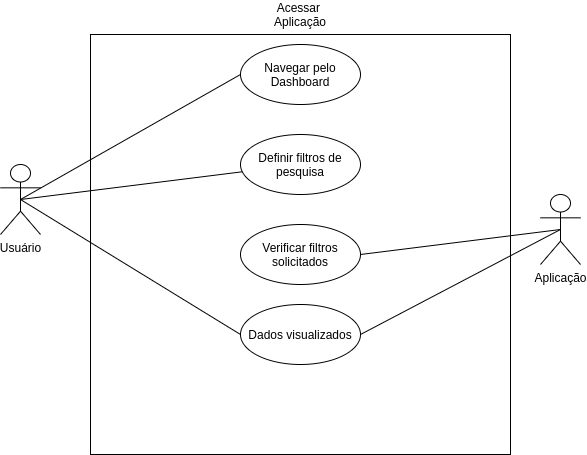 Acessar
Aplicação
Navegar pelo
Dashboard
Definir filtros de
pesquisa
Usuário
Verificar filtros
solicitados
Aplicação
Dados visualizados